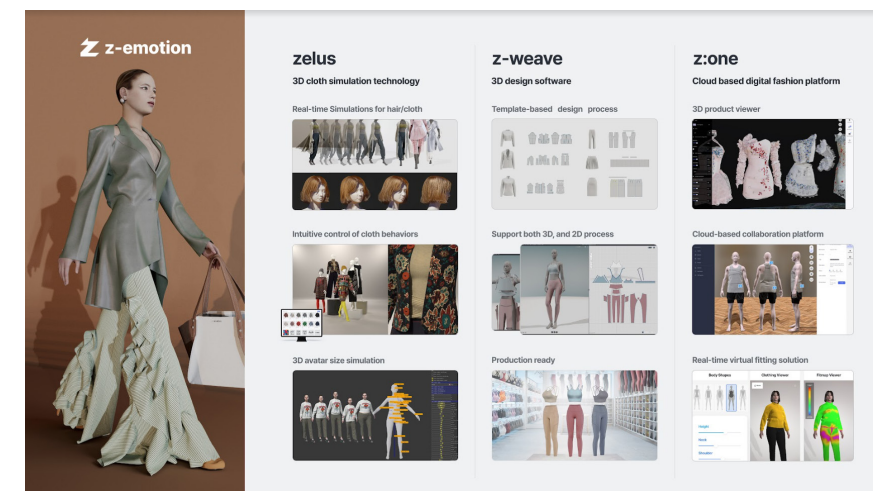 z-emotion
zelus
3D cloth simulation technology
Real-time Simulations for hair/cloth
Intuitive control of cloth behaviors
3D avatar size simulation
z-weave
3D design software
Template-based design process
Support both 3D, and 2D process
Production ready
z:one
Cloud based digital fashion platform
3D product viewer
Cloud-based collaboration platform
Real-time virtual fitting solution
Body Shapes
Clothing Viewer
Fitmap Viewer
Height
Neck
Shoulder